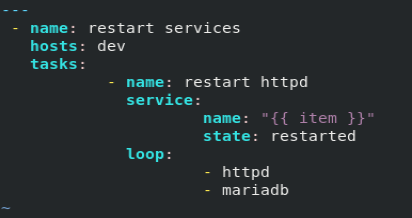 ---
 - name: restart services
   hosts: dev
   tasks:
           - name: restart httpd
             service:
                     name: "{{ item }}"
                     state: restarted
             loop:
                     - httpd
                     - mariadb
~